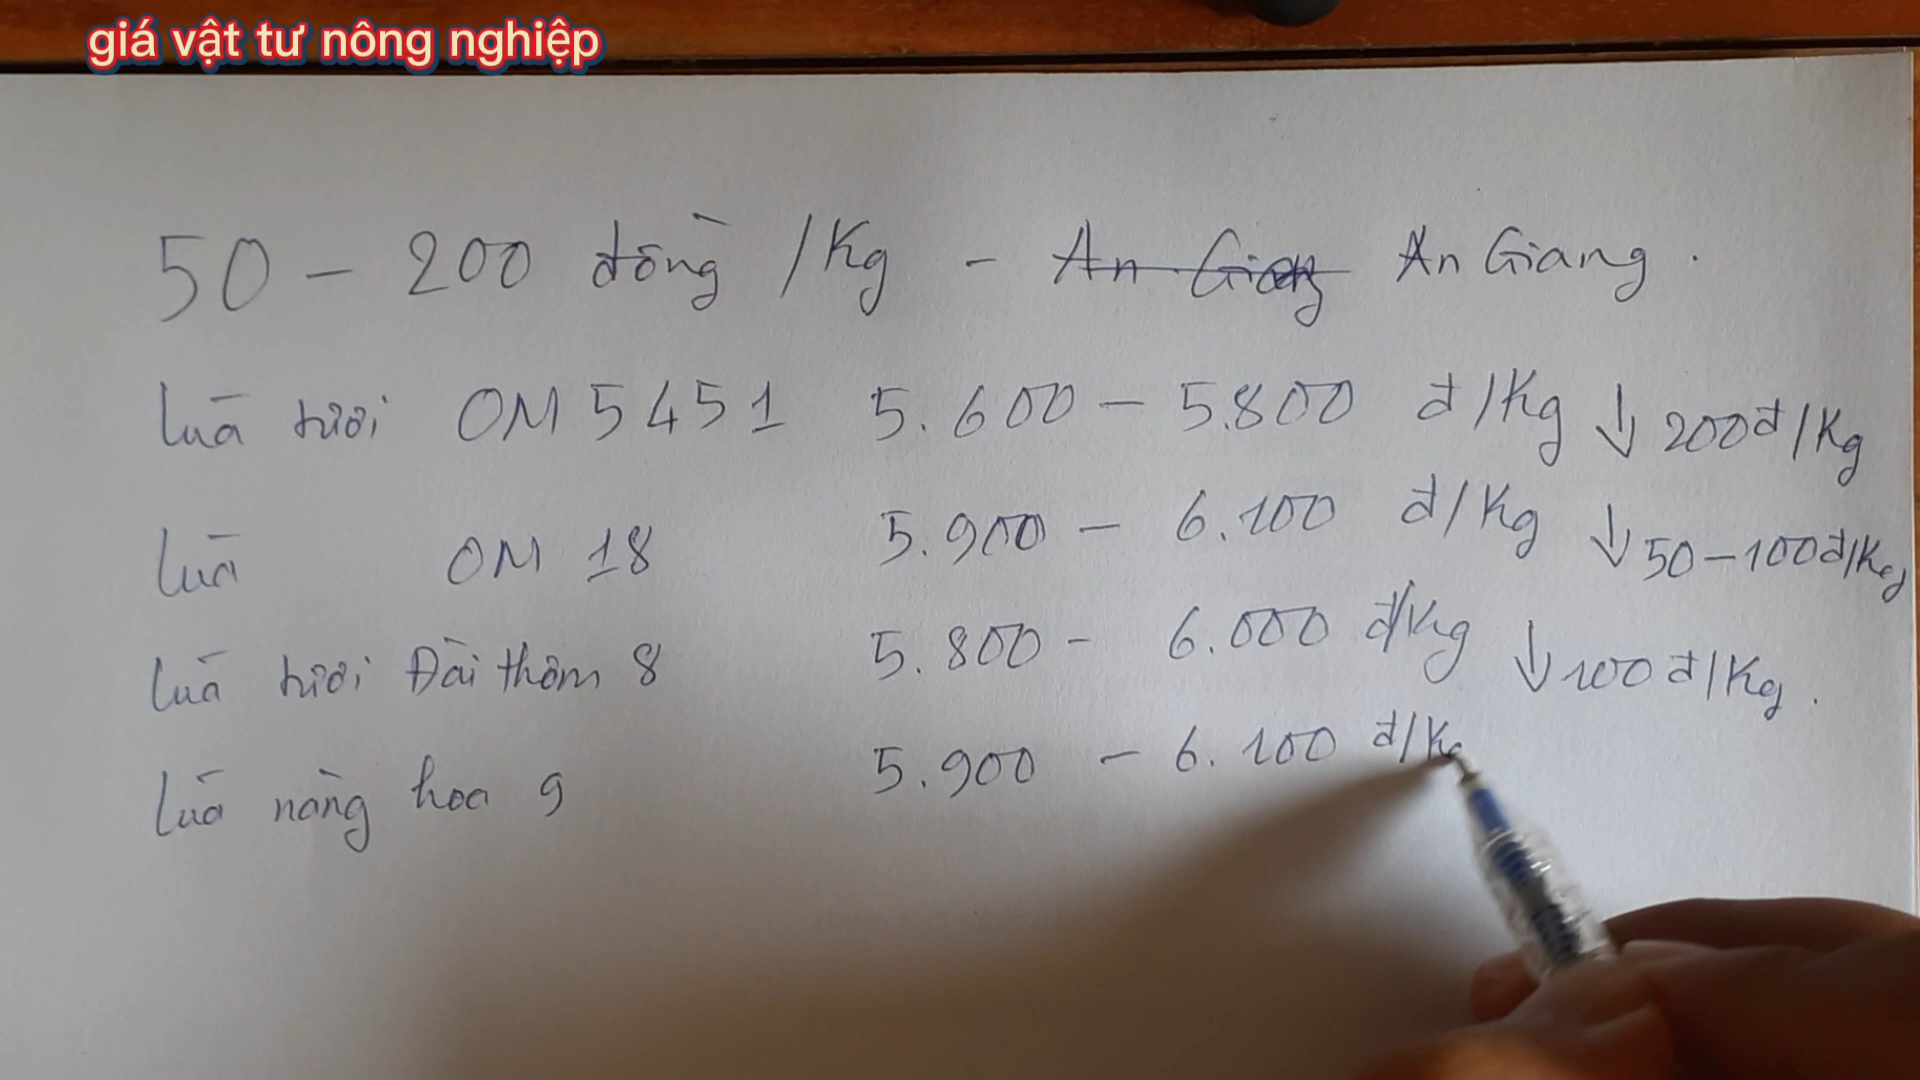 giá vật tư nông nghiệp
50 - 200 đồng /Kg - An Giang An Giang.
Lúa tươi OM 5451 5.600 - 5.800 đ/Kg ↓ 200đ/Kg
Lúa OM 18 5.900 - 6.100 đ/Kg ↓ 50-100đ/Kg
Lúa tươi Đài thơm 8 5.800 - 6.000 đ/Kg ↓ 100 đ/Kg.
Lúa nàng hoa 9 5.900 - 6.100 đ/Kg